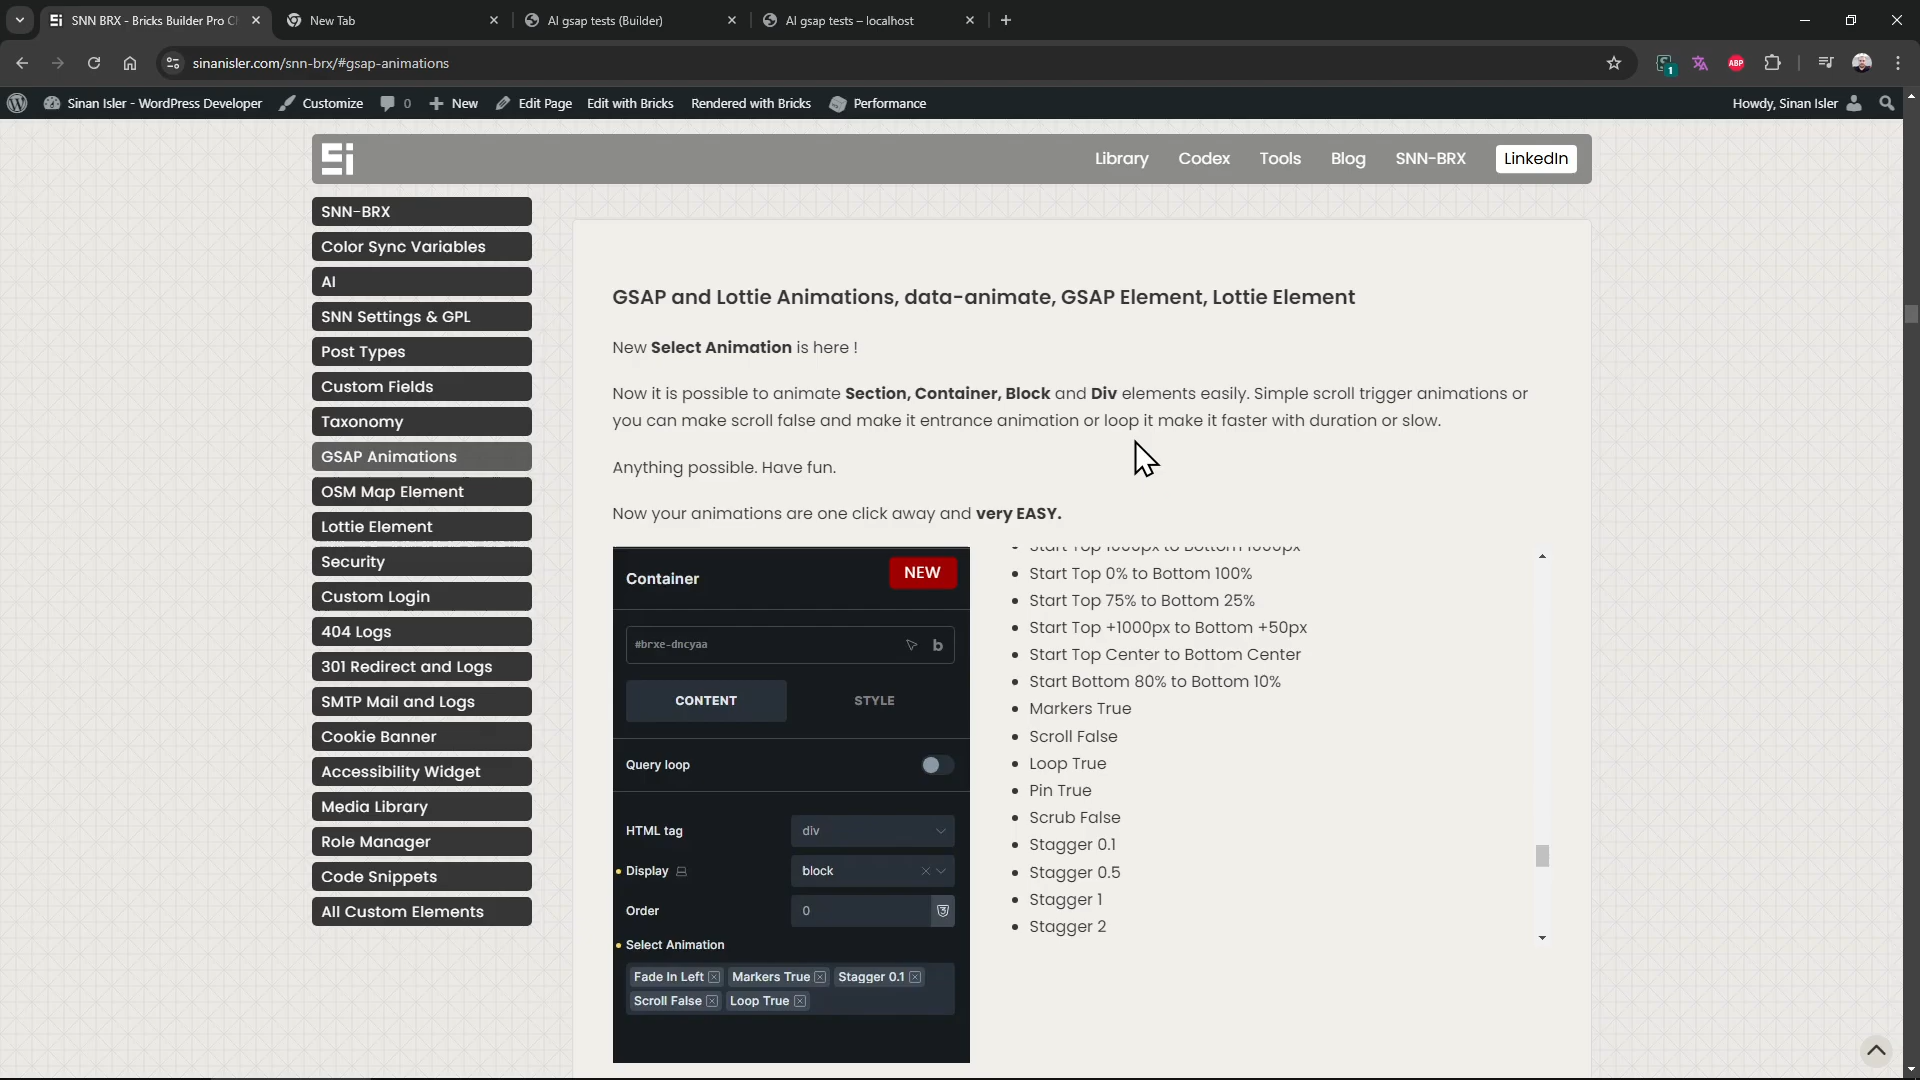 SNN BRX - Bricks Builder Pro Ch
New Tab
AI gsap tests (Builder)
AI gsap tests – localhost
sinanisler.com/snn-brx/#gsap-animations
1
ABP
Sinan Isler - WordPress Developer
Customize
0
New
Edit Page
Edit with Bricks
Rendered with Bricks
Performance
Howdy, Sinan Isler
Si
Library
Codex
Tools
Blog
SNN-BRX
LinkedIn
SNN-BRX
Color Sync Variables
AI
SNN Settings & GPL
Post Types
Custom Fields
Taxonomy
GSAP Animations
OSM Map Element
Lottie Element
Security
Custom Login
404 Logs
301 Redirect and Logs
SMTP Mail and Logs
Cookie Banner
Accessibility Widget
Media Library
Role Manager
Code Snippets
All Custom Elements
GSAP and Lottie Animations, data-animate, GSAP Element, Lottie Element
New Select Animation is here !
Now it is possible to animate Section, Container, Block and Div elements easily. Simple scroll trigger animations or
you can make scroll false and make it entrance animation or loop it make it faster with duration or slow.
Anything possible. Have fun.
Now your animations are one click away and very EASY.
Container
NEW
#brxe-dncyaa
b
CONTENT
STYLE
Query loop
HTML tag
div
Display
block
Order
0
Select Animation
Fade In Left
Markers True
Stagger 0.1
Scroll False
Loop True
Start Top 1000px to Bottom 1000px
Start Top 0% to Bottom 100%
Start Top 75% to Bottom 25%
Start Top +1000px to Bottom +50px
Start Top Center to Bottom Center
Start Bottom 80% to Bottom 10%
Markers True
Scroll False
Loop True
Pin True
Scrub False
Stagger 0.1
Stagger 0.5
Stagger 1
Stagger 2